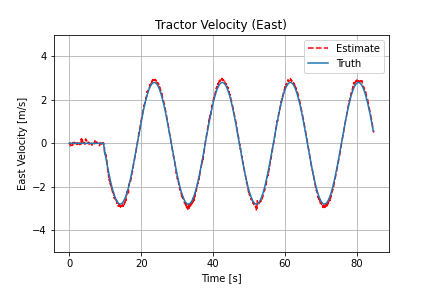 Tractor Velocity (East)
Estimate
Truth
East Velocity [m/s]
4
2
0
−2
−4
0 20 40 60 80
Time [s]